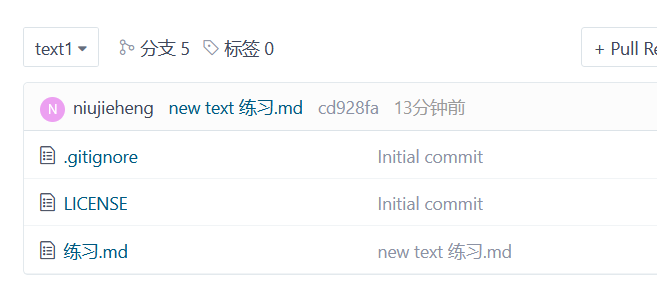 text1 分支 5 标签 0 + Pull Re
N niujieheng new text 练习.md cd928fa 13分钟前
.gitignore Initial commit
LICENSE Initial commit
练习.md new text 练习.md